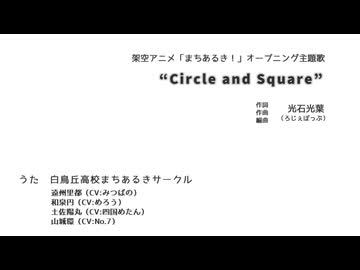 架空アニメ「まちあるき！」オープニング主題歌
“Circle and Square”
作詞
作曲
編曲
光石光葉
（ろじぇぱっぷ）
うた　白鳥丘高校まちあるきサークル
遠州里都（CV:みつばの）
和泉円（CV:めろう）
土佐陽丸（CV:四国めたん）
山城環（CV:No.7）